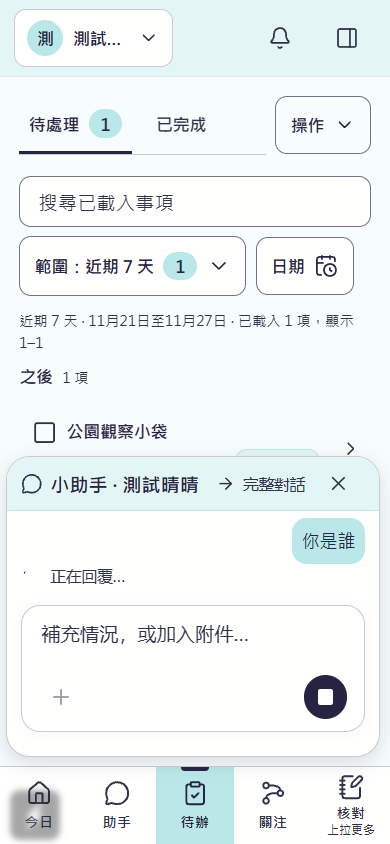 測 測試...
待處理 1 已完成 操作
搜尋已載入事項
範圍：近期 7 天 1 日期
近期 7 天 · 11月21日至11月27日 · 已載入 1 項，顯示
1–1
之後 1 項
公園觀察小袋
小助手 · 測試晴晴 → 完整對話
你是誰
正在回覆...
補充情況，或加入附件...
今日 助手 待辦 關注 核對
上拉更多